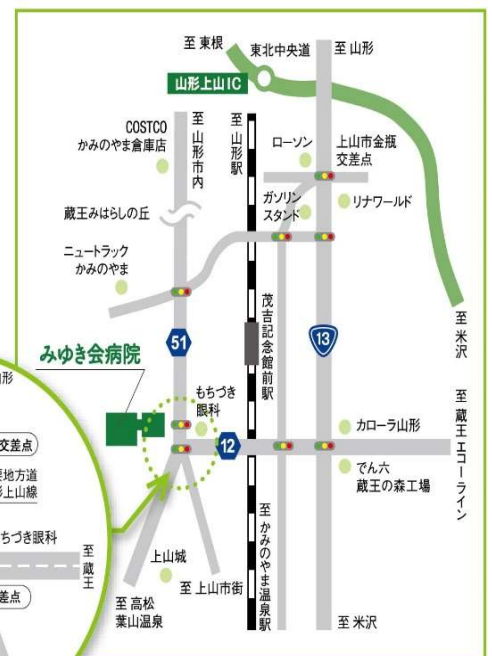 至 東根
東北中央道
至 山形
山形上山IC
COSTCO
かみのやま倉庫店
至 山形市内
至 山形駅
ローソン
上山市金瓶
交差点
ガソリン
スタンド
リナワールド
蔵王みはらしの丘
ニュートラック
かみのやま
至 米沢
51
茂吉記念館前駅
13
みゆき会病院
もちづき
眼科
12
カローラ山形
でん六
蔵王の森工場
至 蔵王エコーライン
上山城
至 高松
葉山温泉
至 上山市街
至 かみのやま温泉駅
至 米沢
交差点
要地方道
形上山線
ちづき眼科
至 蔵王
差点